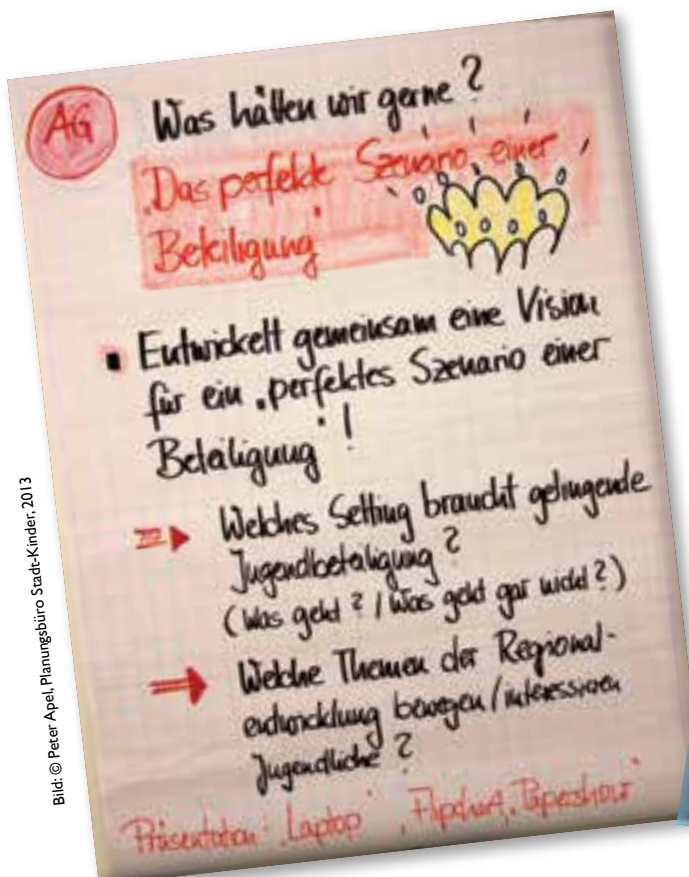 AG
Was hätten wir gerne?
„Das perfekte Szenario einer
Beteiligung"
Entwickelt gemeinsam eine Vision
für ein „perfektes Szenario einer
Beteiligung"!
Welches Setting braucht gelingende
Jugendbeteiligung?
(Was geht? / Was geht gar nicht?)
Welche Themen der Regional-
entwicklung bewegen/interessieren
Jugendliche?
Präsentation: „Laptop" „Flipchart, Papershow"
Bild: © Peter Apel, Planungsbüro Stadt-Kinder, 2013